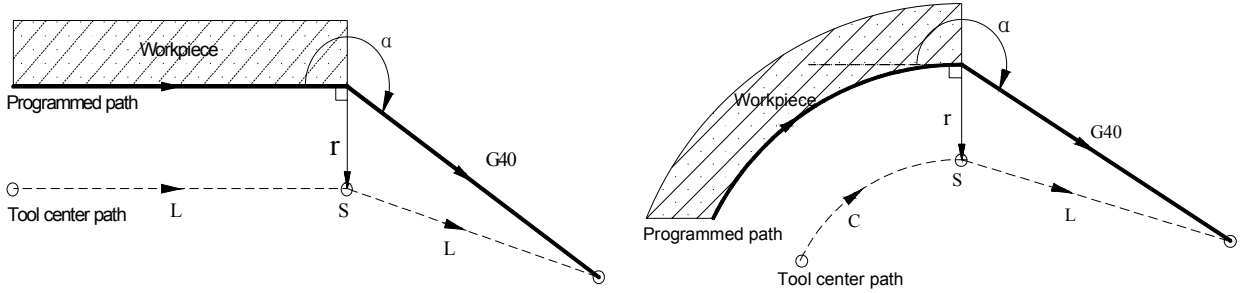 α
Workpiece
Programmed path
r
G40
Tool center path
L
S
L
α
Workpiece
r
G40
S
C
L
Programmed path
Tool center path